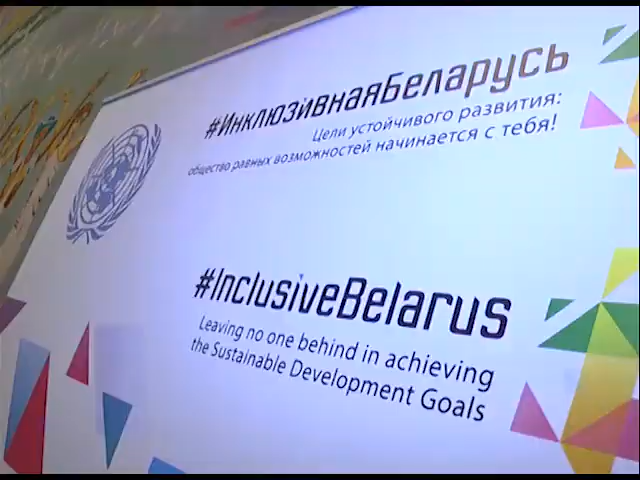 #ИнклюзивнаяБеларусь
Цели устойчивого развития:
общество равных возможностей начинается с тебя!
#InclusiveBelarus
Leaving no one behind in achieving
the Sustainable Development Goals